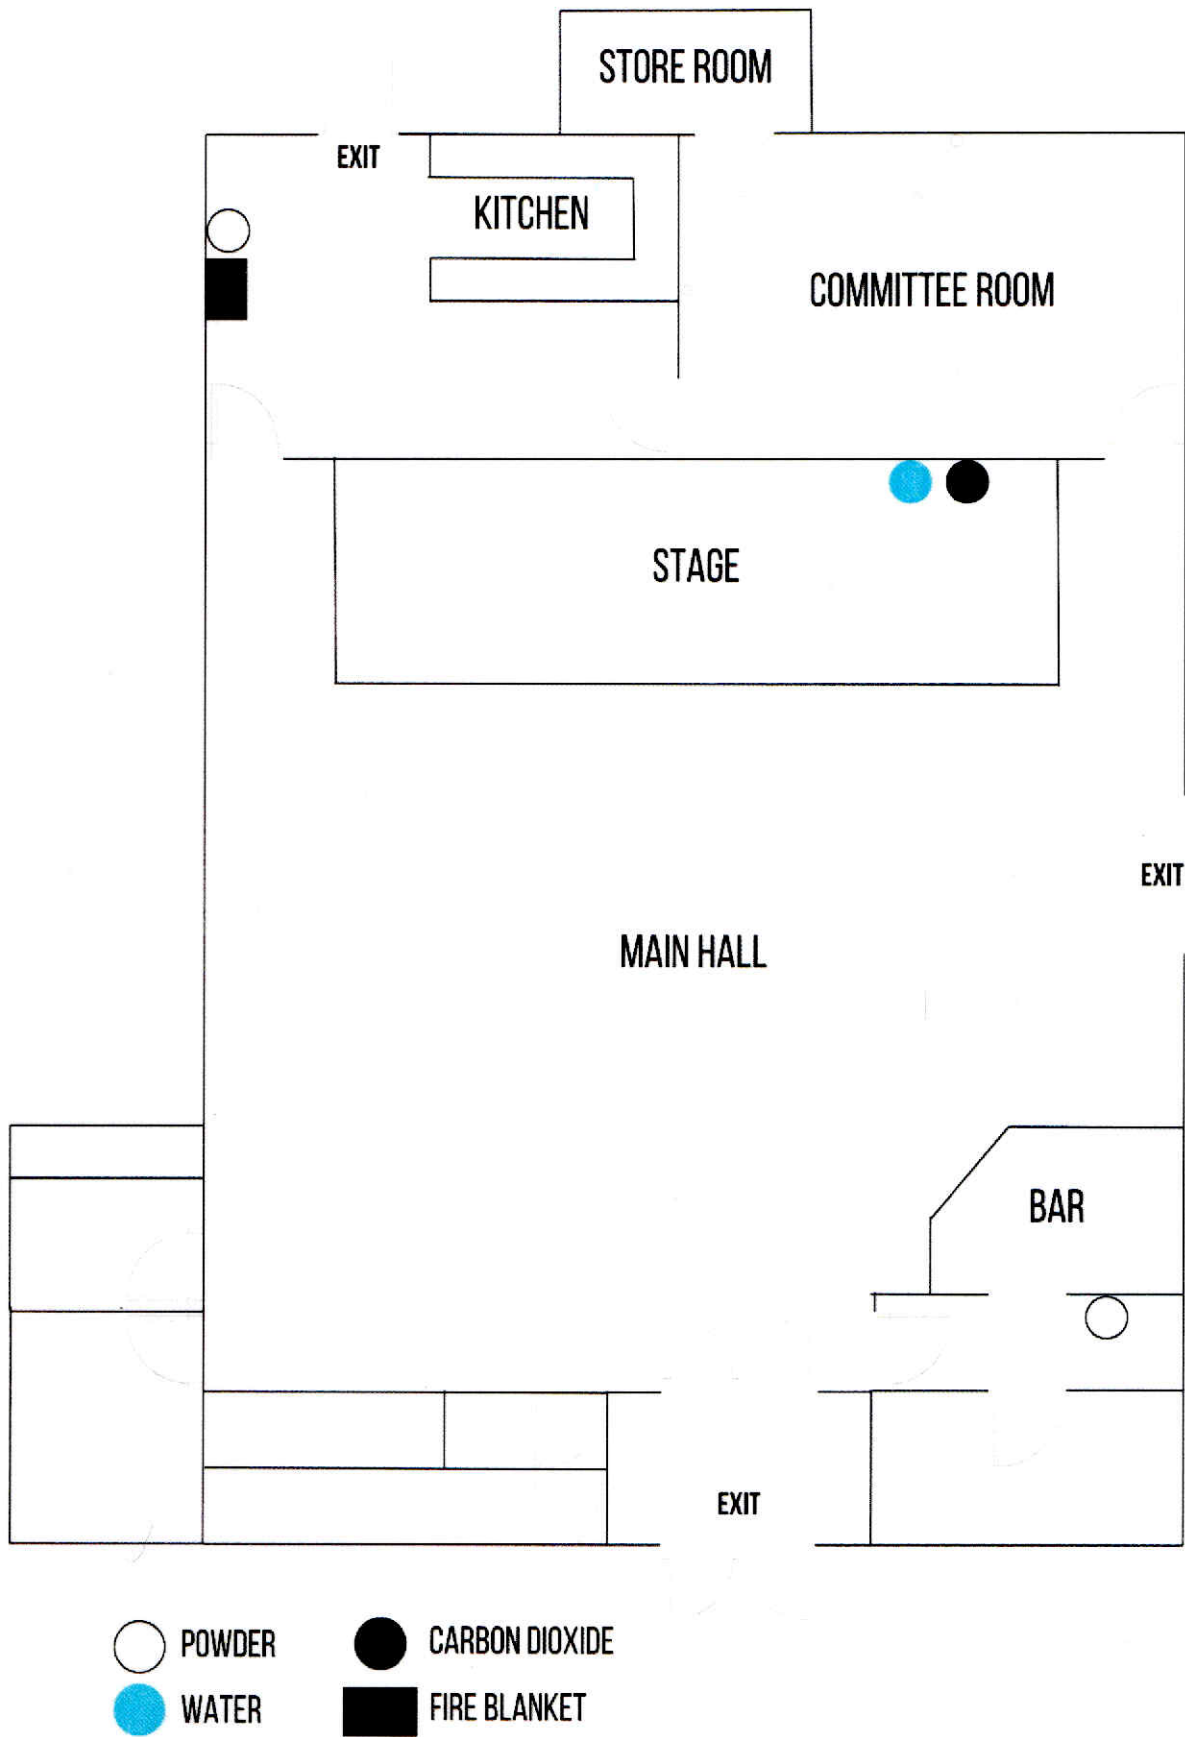 STORE ROOM
EXIT
KITCHEN
COMMITTEE ROOM
STAGE
EXIT
MAIN HALL
BAR
EXIT
POWDER
CARBON DIOXIDE
WATER
FIRE BLANKET